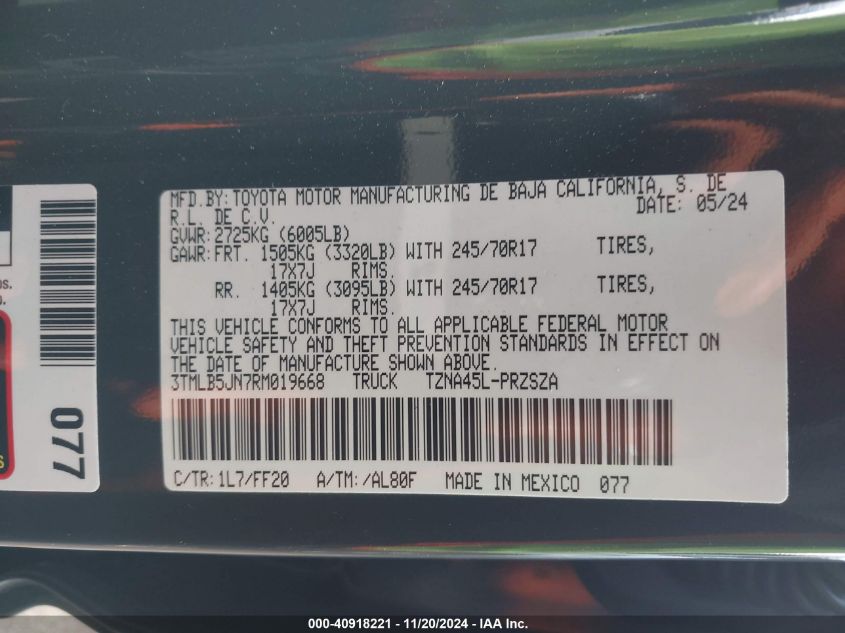 MFD.BY:TOYOTA MOTOR MANUFACTURING DE BAJA CALIFORNIA, S. DE
R.L. DE C.V. DATE: 05/24
GVWR:2725KG (6005LB)
GAWR:FRT. 1505KG (3320LB) WITH 245/70R17 TIRES,
17X7J RIMS.
RR. 1405KG (3095LB) WITH 245/70R17 TIRES,
17X7J RIMS.
THIS VEHICLE CONFORMS TO ALL APPLICABLE FEDERAL MOTOR
VEHICLE SAFETY AND THEFT PREVENTION STANDARDS IN EFFECT ON
THE DATE OF MANUFACTURE SHOWN ABOVE.
3TMLB5JN7RM019668 TRUCK TZNA45L-PRZSZA
C/TR:1L7/FF20 A/TM:/AL80F MADE IN MEXICO 077
077
000-40918221 - 11/20/2024 - IAA Inc.